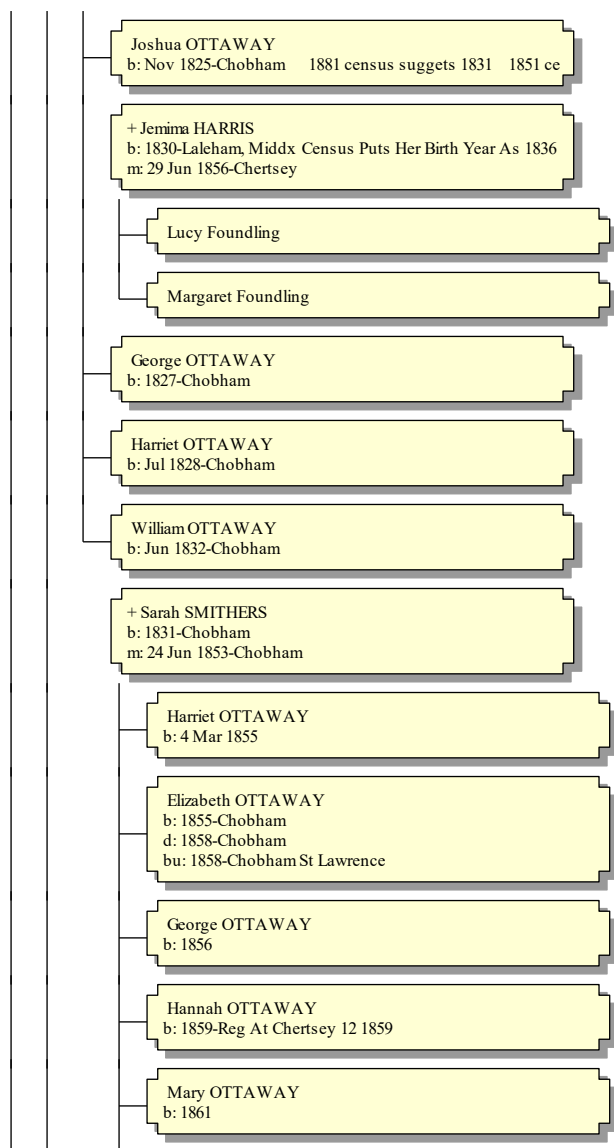 Joshua OTTAWAY
b: Nov 1825-Chobham 1881 census suggets 1831 1851 ce
+ Jemima HARRIS
b: 1830-Laleham, Middx Census Puts Her Birth Year As 1836
m: 29 Jun 1856-Chertsey
Lucy Foundling
Margaret Foundling
George OTTAWAY
b: 1827-Chobham
Harriet OTTAWAY
b: Jul 1828-Chobham
William OTTAWAY
b: Jun 1832-Chobham
+ Sarah SMITHERS
b: 1831-Chobham
m: 24 Jun 1853-Chobham
Harriet OTTAWAY
b: 4 Mar 1855
Elizabeth OTTAWAY
b: 1855-Chobham
d: 1858-Chobham
bu: 1858-Chobham St Lawrence
George OTTAWAY
b: 1856
Hannah OTTAWAY
b: 1859-Reg At Chertsey 12 1859
Mary OTTAWAY
b: 1861